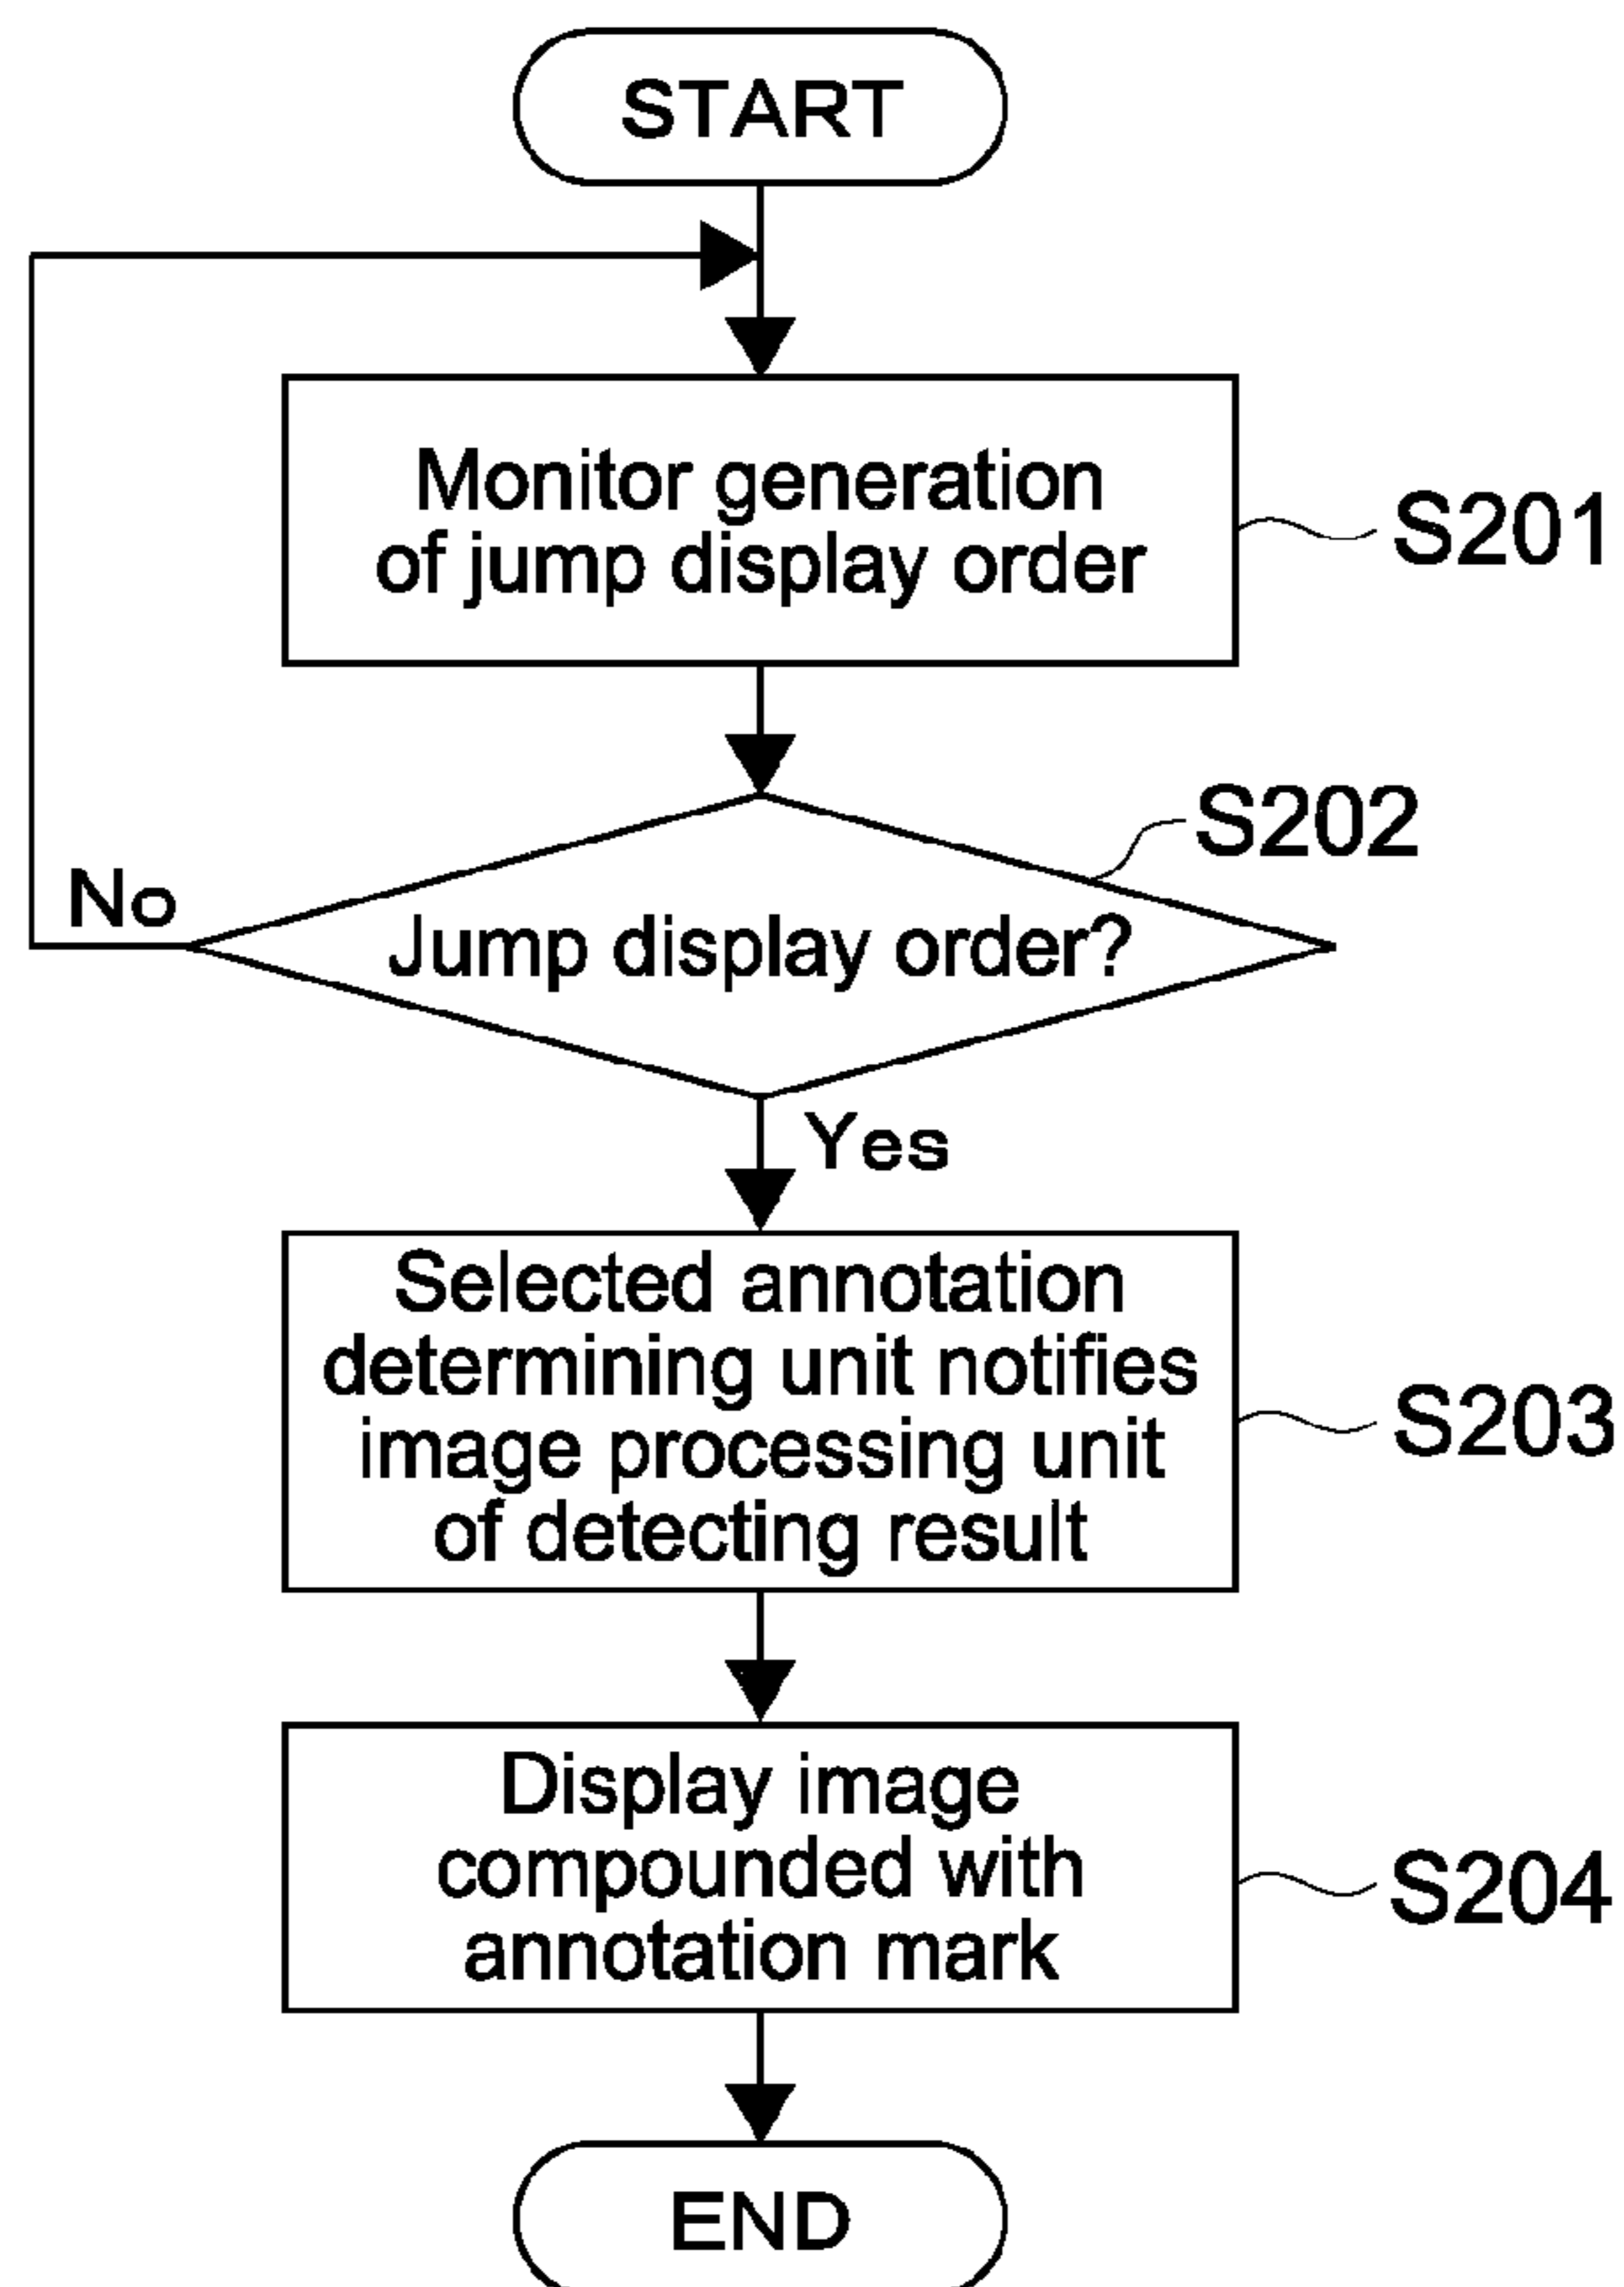 START
Monitor generation
of jump display order
S201
S202
No
Jump display order?
Yes
Selected annotation
determining unit notifies
image processing unit
of detecting result
S203
Display image
compounded with
annotation mark
S204
END